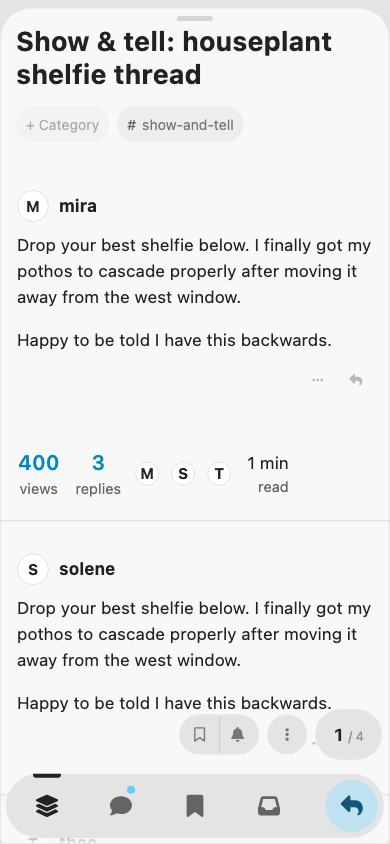 Show & tell: houseplant
shelfie thread
+ Category
# show-and-tell
M mira
Drop your best shelfie below. I finally got my
pothos to cascade properly after moving it
away from the west window.
Happy to be told I have this backwards.
400 3 M S T 1 min
views replies read
S solene
Drop your best shelfie below. I finally got my
pothos to cascade properly after moving it
away from the west window.
Happy to be told I have this backwards.
1 / 4